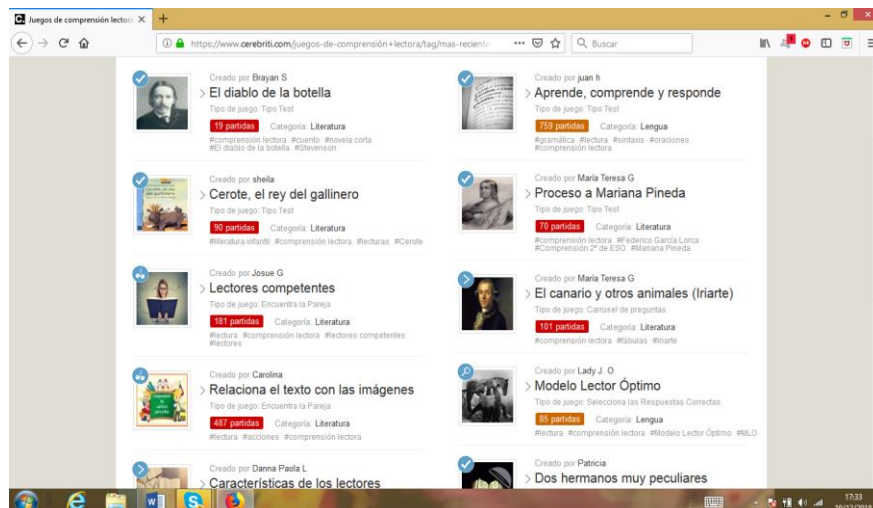 Juegos de comprensión lectora
https://www.cerebriti.com/juegos-de-comprensión+lectora/tag/mas-reciente
Buscar
Creado por Brayan S
El diablo de la botella
Tipo de juego: Tipo Test
19 partidas Categoría: Literatura
#comprensión lectora #cuento #novela corta
#El diablo de la botella #Stevenson
Creado por juan h
Aprende, comprende y responde
Tipo de juego: Tipo Test
759 partidas Categoría: Lengua
#gramática #lectura #sintaxis #oraciones
#comprensión lectora
Creado por sheila
Cerote, el rey del gallinero
Tipo de juego: Tipo Test
90 partidas Categoría: Literatura
#literatura infantil #comprensión lectora #lecturas #Cerote
Creado por María Teresa G
Proceso a Mariana Pineda
Tipo de juego: Tipo Test
70 partidas Categoría: Literatura
#comprensión lectora #Federico García Lorca
#Comprensión 2º de ESO #Mariana Pineda
Creado por Josue G
Lectores competentes
Tipo de juego: Encuentra la Pareja
181 partidas Categoría: Literatura
#lectura #comprensión lectora #lectores competentes
#lectores
Creado por María Teresa G
El canario y otros animales (Iriarte)
Tipo de juego: Carrusel de preguntas
101 partidas Categoría: Literatura
#comprensión lectora #fábulas #Iriarte
Creado por Carolina
Relaciona el texto con las imágenes
Tipo de juego: Encuentra la Pareja
487 partidas Categoría: Literatura
#lectura #acciones #comprensión lectora
Creado por Lady J. O
Modelo Lector Óptimo
Tipo de juego: Selecciona las Respuestas Correctas
85 partidas Categoría: Lengua
#lectura #comprensión lectora #Modelo Lector Óptimo #MLO
Creado por Danna Paola L
Características de los lectores
Creado por Patricia
Dos hermanos muy peculiares
17:33
10/12/2018